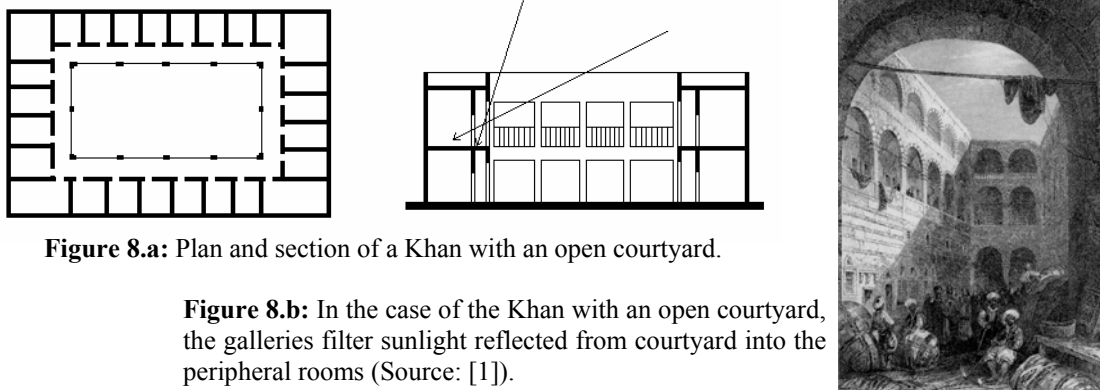 Figure 8.a: Plan and section of a Khan with an open courtyard.
Figure 8.b: In the case of the Khan with an open courtyard,
the galleries filter sunlight reflected from courtyard into the
peripheral rooms (Source: [1]).